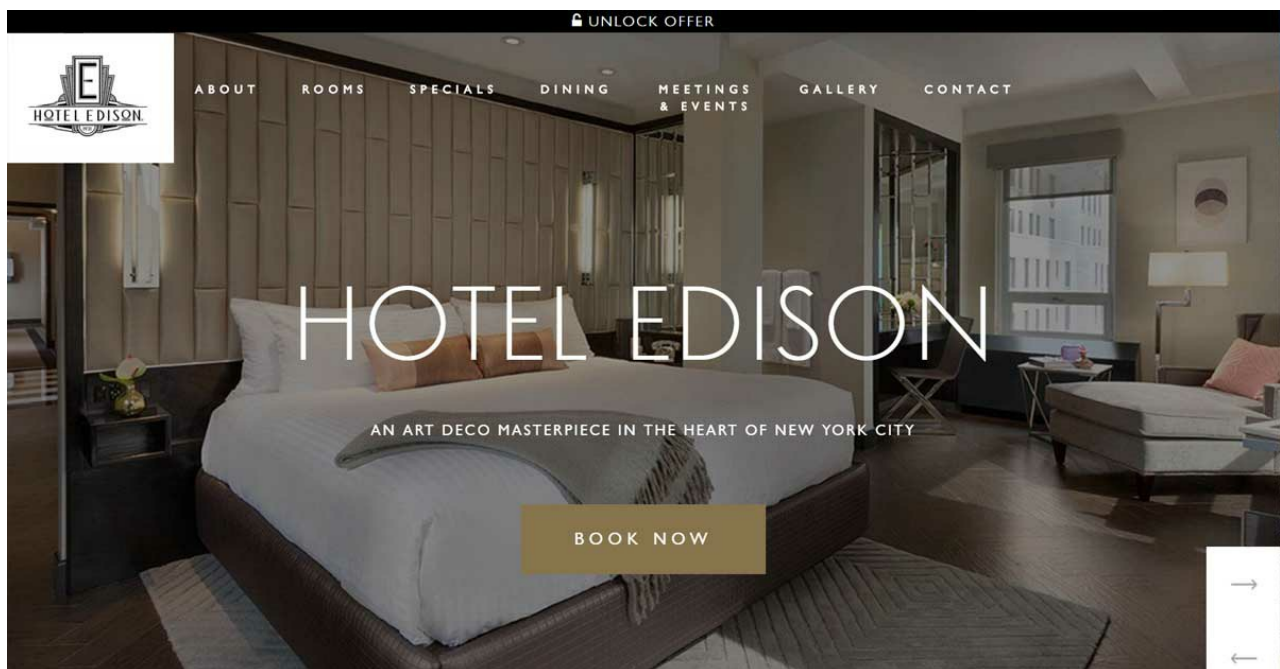 UNLOCK OFFER
E
HOTEL EDISON
ABOUT
ROOMS
SPECIALS
DINING
MEETINGS
& EVENTS
GALLERY
CONTACT
HOTEL EDISON
AN ART DECO MASTERPIECE IN THE HEART OF NEW YORK CITY
BOOK NOW